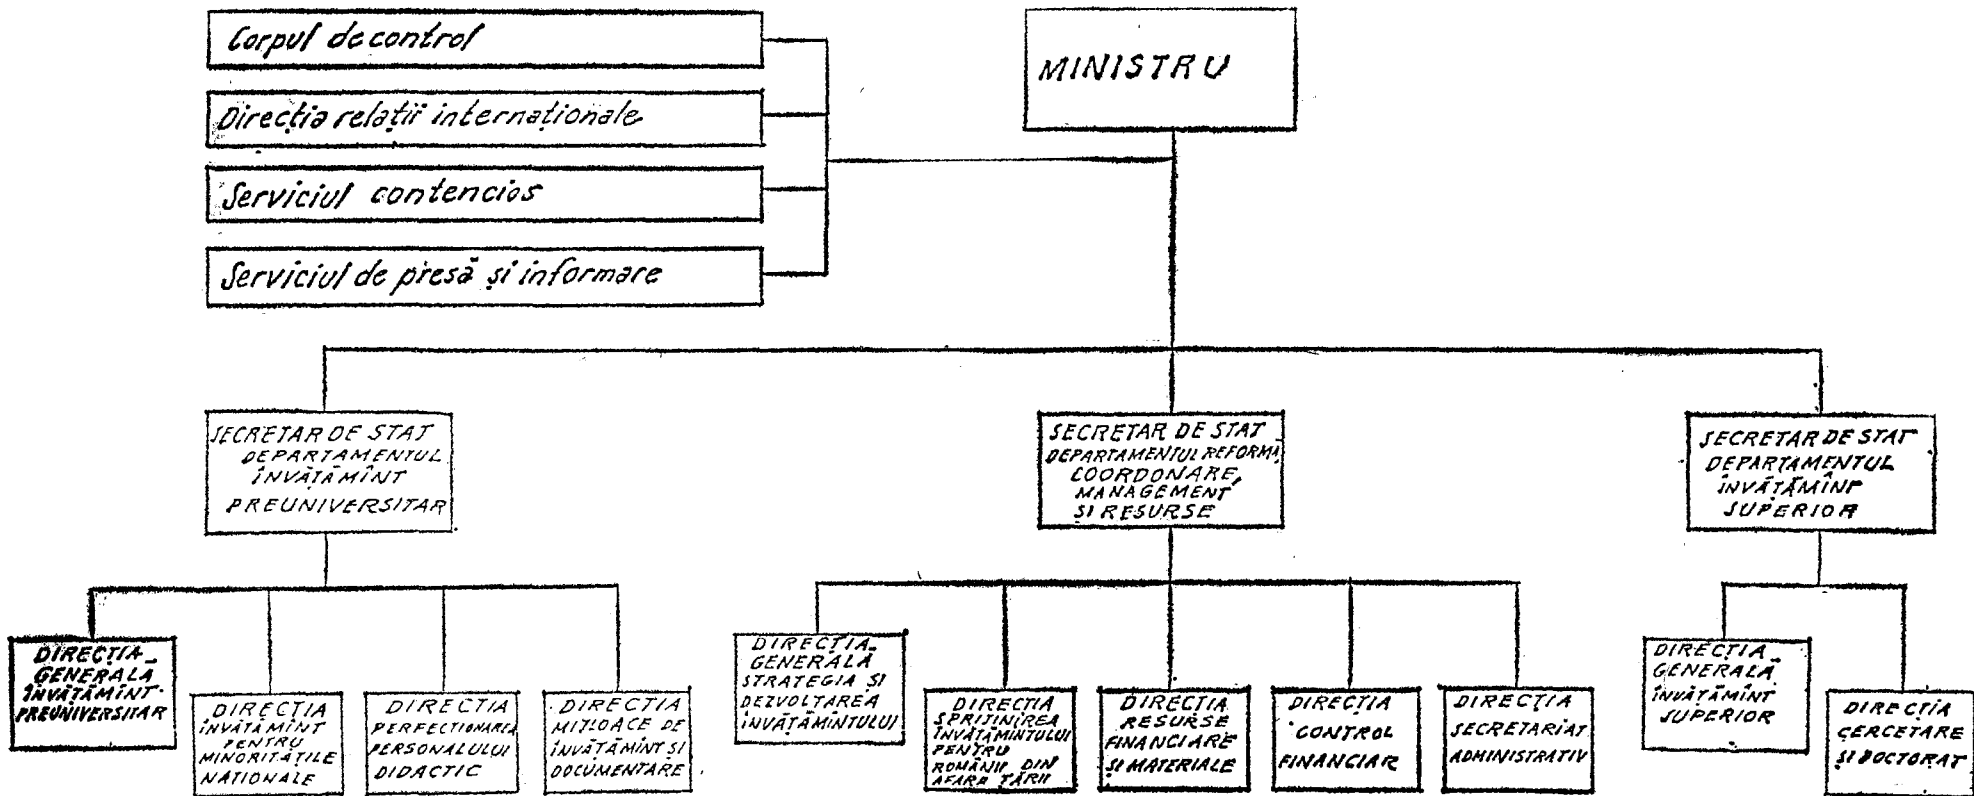 Corpul de control
Direcția relații internaționale
Serviciul contencios
Serviciul de presă și informare
MINISTRU
SECRETAR DE STAT
DEPARTAMENTUL
ÎNVĂȚĂMÎNT
PREUNIVERSITAR
SECRETAR DE STAT
DEPARTAMENTUL REFORMĂ
COORDONARE,
MANAGEMENT
ȘI RESURSE
SECRETAR DE STAT
DEPARTAMENTUL
ÎNVĂȚĂMÎNT
SUPERIOR
DIRECȚIA
GENERALĂ
ÎNVĂȚĂMÎNT
PREUNIVERSITAR
DIRECȚIA
ÎNVĂȚĂMÎNT
PENTRU
MINORITĂȚILE
NAȚIONALE
DIRECȚIA
PERFECȚIONAREA
PERSONALULUI
DIDACTIC
DIRECȚIA
MIJLOACE DE
ÎNVĂȚĂMÎNT ȘI
DOCUMENTARE
DIRECȚIA
GENERALĂ
STRATEGIA ȘI
DEZVOLTAREA
ÎNVĂȚĂMÎNTULUI
DIRECȚIA
SPRIJINIREA
ÎNVĂȚĂMÎNTULUI
PENTRU
ROMÂNII DIN
AFARA ȚĂRII
DIRECȚIA
RESURSE
FINANCIARE
ȘI MATERIALE
DIRECȚIA
CONTROL
FINANCIAR
DIRECȚIA
SECRETARIAT
ADMINISTRATIV
DIRECȚIA
GENERALĂ
ÎNVĂȚĂMÎNT
SUPERIOR
DIRECȚIA
CERCETARE
ȘI DOCTORAT